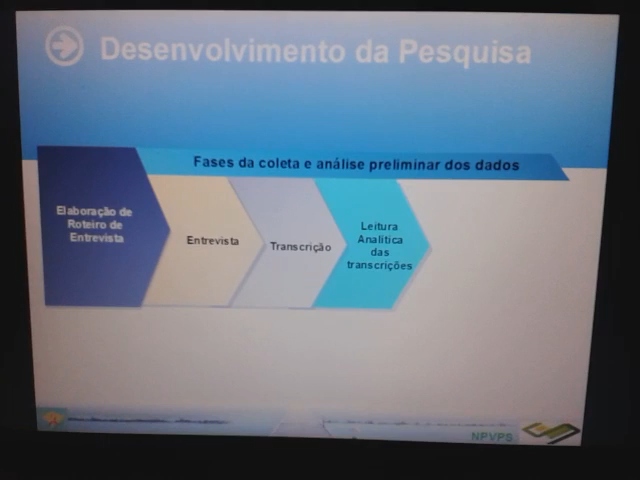 Desenvolvimento da Pesquisa
Fases da coleta e análise preliminar dos dados
Elaboração de
Roteiro de
Entrevista
Entrevista
Transcrição
Leitura
Analítica
das
transcrições
NPVPS